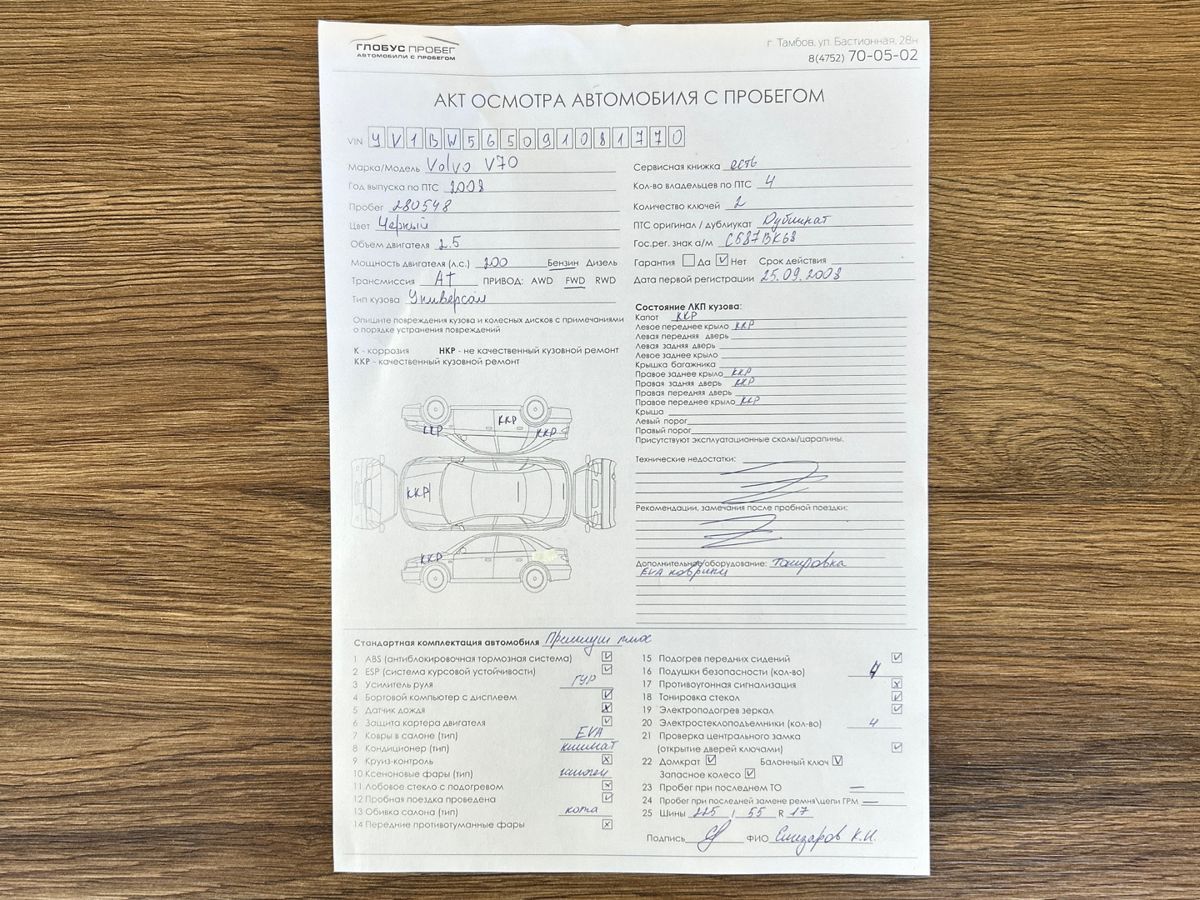 ГЛОБУС ПРОБЕГ
АВТОМОБИЛИ С ПРОБЕГОМ
г. Тамбов, ул. Бастионная, 28н
8(4752) 70-05-02
АКТ ОСМОТРА АВТОМОБИЛЯ С ПРОБЕГОМ
VIN YV1BW565091081770
Марка/Модель Volvo V70
Год выпуска по ПТС 2008
Пробег 280548
Цвет Черный
Объем двигателя 2.5
Мощность двигателя (л.с.) 200 Бензин Дизель
Трансмиссия АТ ПРИВОД: AWD FWD RWD
Тип кузова Универсал
Опишите повреждения кузова и колесных дисков с примечаниями
о порядке устранения повреждений
К - коррозия НКР - не качественный кузовной ремонт
ККР - качественный кузовной ремонт
ККР
ККР ККР
ККР
ККР
Сервисная книжка есть
Кол-во владельцев по ПТС 4
Количество ключей 2
ПТС оригинал / дубликат Дубликат
Гос.рег. знак а/м С687ВК68
Гарантия Да Нет Срок действия
Дата первой регистрации 25.09.2008
Состояние ЛКП кузова:
Капот ККР
Левое переднее крыло ККР
Левая передняя дверь
Левая задняя дверь
Левое заднее крыло
Крышка багажника
Правое заднее крыло ККР
Правая задняя дверь ККР
Правая передняя дверь
Правое переднее крыло ККР
Крыша
Левый порог
Правый порог
Присутствуют эксплуатационные сколы/царапины.
Технические недостатки:
Рекомендации, замечания после пробной поездки:
Дополнительное оборудование: Тонировка
EVA коврики
Стандартная комплектация автомобиля Премиум плюс
1 ABS (антиблокировочная тормозная система)
2 ESP (система курсовой устойчивости)
3 Усилитель руля ГУР
4 Бортовой компьютер с дисплеем
5 Датчик дождя
6 Защита картера двигателя
7 Ковры в салоне (тип) EVA
8 Кондиционер (тип) климат
9 Круиз-контроль
10 Ксеноновые фары (тип) галоген
11 Лобовое стекло с подогревом
12 Пробная поездка проведена
13 Обивка салона (тип) кожа
14 Передние противотуманные фары
15 Подогрев передних сидений
16 Подушки безопасности (кол-во)
17 Противоугонная сигнализация
18 Тонировка стекол
19 Электроподогрев зеркал
20 Электростеклоподъемники (кол-во) 4
21 Проверка центрального замка
(открытие дверей ключами)
22 Домкрат Балонный ключ
Запасное колесо
23 Пробег при последнем ТО —
24 Пробег при последней замене ремня\цепи ГРМ —
25 Шины 225 / 55 R 17
Подпись ФИО К.И.